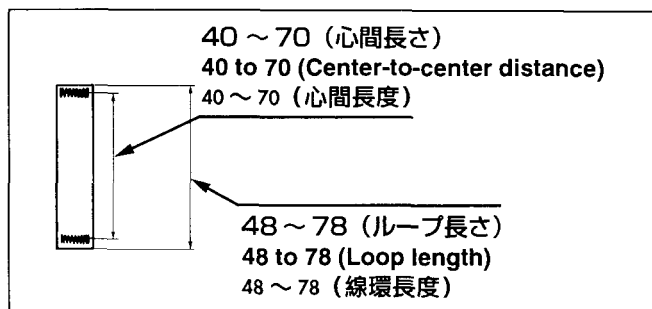 40 ～ 70（心間長さ）
40 to 70 (Center-to-center distance)
40 ～ 70（心間長度）
48 ～ 78（ループ長さ）
48 to 78 (Loop length)
48 ～ 78（線環長度）